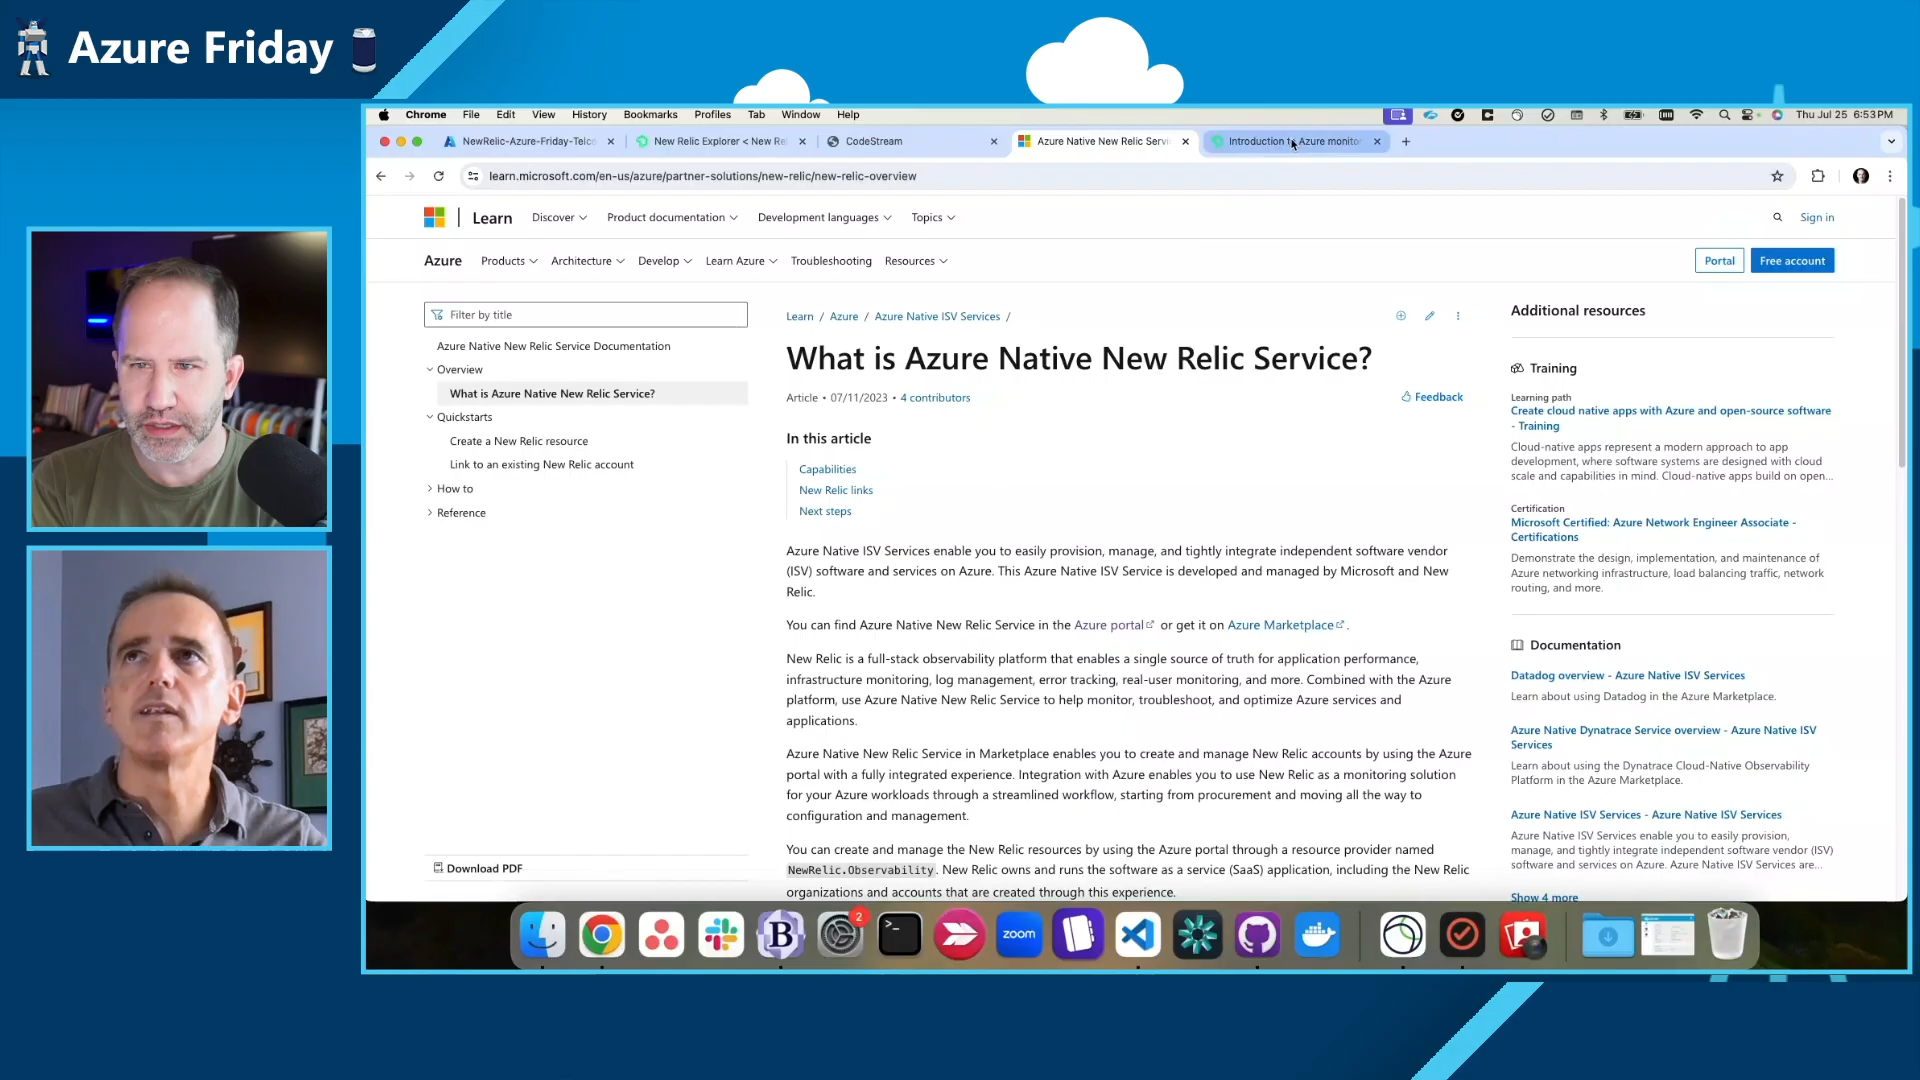 Azure Friday
Chrome File Edit View History Bookmarks Profiles Tab Window Help
Thu Jul 25 6:53 PM
NewRelic-Azure-Friday-Telco
New Relic Explorer < New Rel
CodeStream
Azure Native New Relic Servi
Introduction t Azure monitor
learn.microsoft.com/en-us/azure/partner-solutions/new-relic/new-relic-overview
Learn Discover Product documentation Development languages Topics
Sign in
Azure Products Architecture Develop Learn Azure Troubleshooting Resources
Portal Free account
Filter by title
Azure Native New Relic Service Documentation
Overview
What is Azure Native New Relic Service?
Quickstarts
Create a New Relic resource
Link to an existing New Relic account
How to
Reference
Download PDF
Learn / Azure / Azure Native ISV Services /
What is Azure Native New Relic Service?
Article • 07/11/2023 • 4 contributors
Feedback
In this article
Capabilities
New Relic links
Next steps
Azure Native ISV Services enable you to easily provision, manage, and tightly integrate independent software vendor
(ISV) software and services on Azure. This Azure Native ISV Service is developed and managed by Microsoft and New
Relic.
You can find Azure Native New Relic Service in the Azure portal or get it on Azure Marketplace .
New Relic is a full-stack observability platform that enables a single source of truth for application performance,
infrastructure monitoring, log management, error tracking, real-user monitoring, and more. Combined with the Azure
platform, use Azure Native New Relic Service to help monitor, troubleshoot, and optimize Azure services and
applications.
Azure Native New Relic Service in Marketplace enables you to create and manage New Relic accounts by using the Azure
portal with a fully integrated experience. Integration with Azure enables you to use New Relic as a monitoring solution
for your Azure workloads through a streamlined workflow, starting from procurement and moving all the way to
configuration and management.
You can create and manage the New Relic resources by using the Azure portal through a resource provider named
NewRelic.Observability. New Relic owns and runs the software as a service (SaaS) application, including the New Relic
organizations and accounts that are created through this experience.
Additional resources
Training
Learning path
Create cloud native apps with Azure and open-source software
- Training
Cloud-native apps represent a modern approach to app
development, where software systems are designed with cloud
scale and capabilities in mind. Cloud-native apps build on open...
Certification
Microsoft Certified: Azure Network Engineer Associate -
Certifications
Demonstrate the design, implementation, and maintenance of
Azure networking infrastructure, load balancing traffic, network
routing, and more.
Documentation
Datadog overview - Azure Native ISV Services
Learn about using Datadog in the Azure Marketplace.
Azure Native Dynatrace Service overview - Azure Native ISV
Services
Learn about using the Dynatrace Cloud-Native Observability
Platform in the Azure Marketplace.
Azure Native ISV Services - Azure Native ISV Services
Azure Native ISV Services enable you to easily provision,
manage, and tightly integrate independent software vendor (ISV)
software and services on Azure. Azure Native ISV Services are...
Show 4 more
B
2
zoom